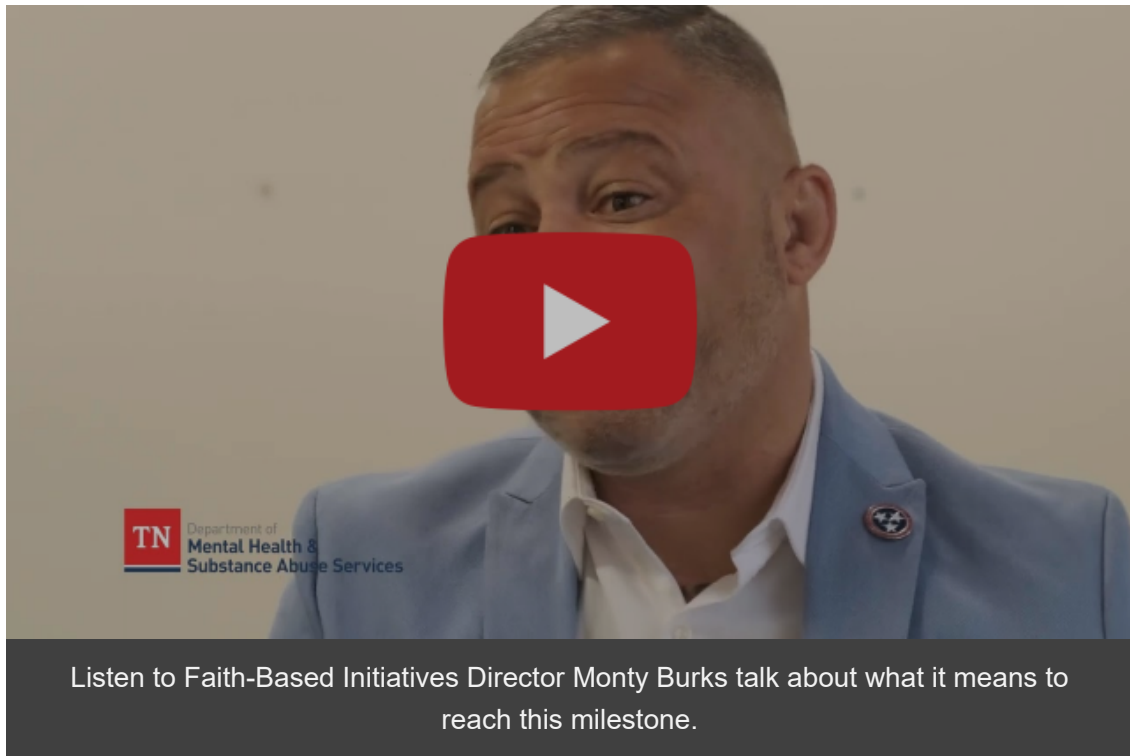 TN
Department of
Mental Health &
Substance Abuse Services
Listen to Faith-Based Initiatives Director Monty Burks talk about what it means to
reach this milestone.